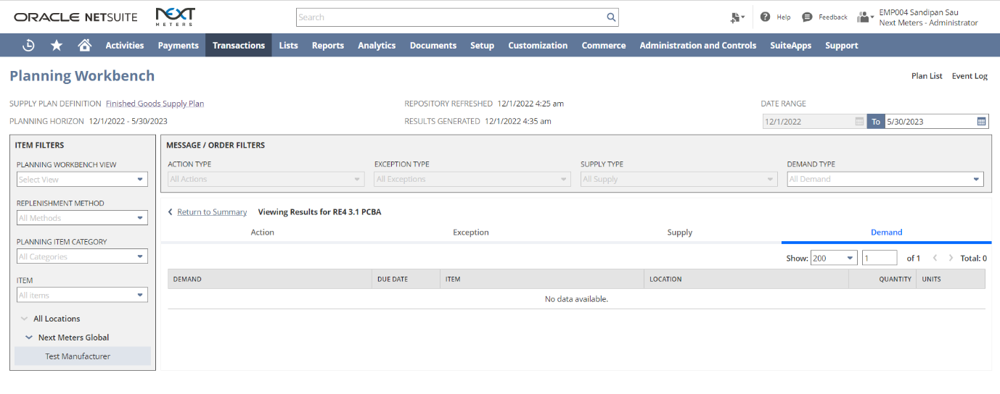 ORACLE NETSUITE
NEXT
METERS
Search
Help
Feedback
EMP004 Sandipan Sau
Next Meters - Administrator
Activities Payments Transactions Lists Reports Analytics Documents Setup Customization Commerce Administration and Controls SuiteApps Support
Planning Workbench
Plan List Event Log
SUPPLY PLAN DEFINITION Finished Goods Supply Plan
REPOSITORY REFRESHED 12/1/2022 4:25 am
DATE RANGE
PLANNING HORIZON 12/1/2022 - 5/30/2023
RESULTS GENERATED 12/1/2022 4:35 am
12/1/2022 To 5/30/2023
ITEM FILTERS
PLANNING WORKBENCH VIEW
Select View
REPLENISHMENT METHOD
All Methods
PLANNING ITEM CATEGORY
All Categories
ITEM
All items
All Locations
Next Meters Global
Test Manufacturer
MESSAGE / ORDER FILTERS
ACTION TYPE EXCEPTION TYPE SUPPLY TYPE DEMAND TYPE
All Actions All Exceptions All Supply All Demand
Return to Summary Viewing Results for RE4 3.1 PCBA
Action Exception Supply Demand
Show: 200 1 of 1 Total: 0
DEMAND DUE DATE ITEM LOCATION QUANTITY UNITS
No data available.